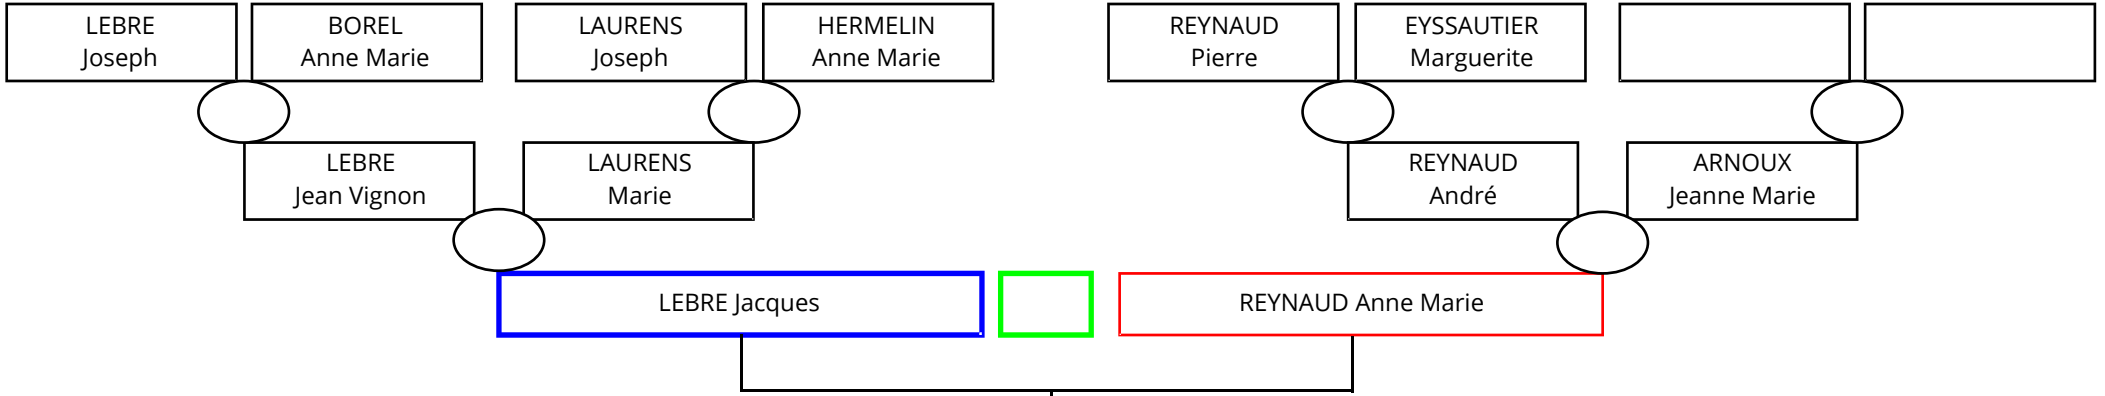 LEBRE
Joseph
BOREL
Anne Marie
LAURENS
Joseph
HERMELIN
Anne Marie
REYNAUD
Pierre
EYSSAUTIER
Marguerite
LEBRE
Jean Vignon
LAURENS
Marie
REYNAUD
André
ARNOUX
Jeanne Marie
LEBRE Jacques
REYNAUD Anne Marie